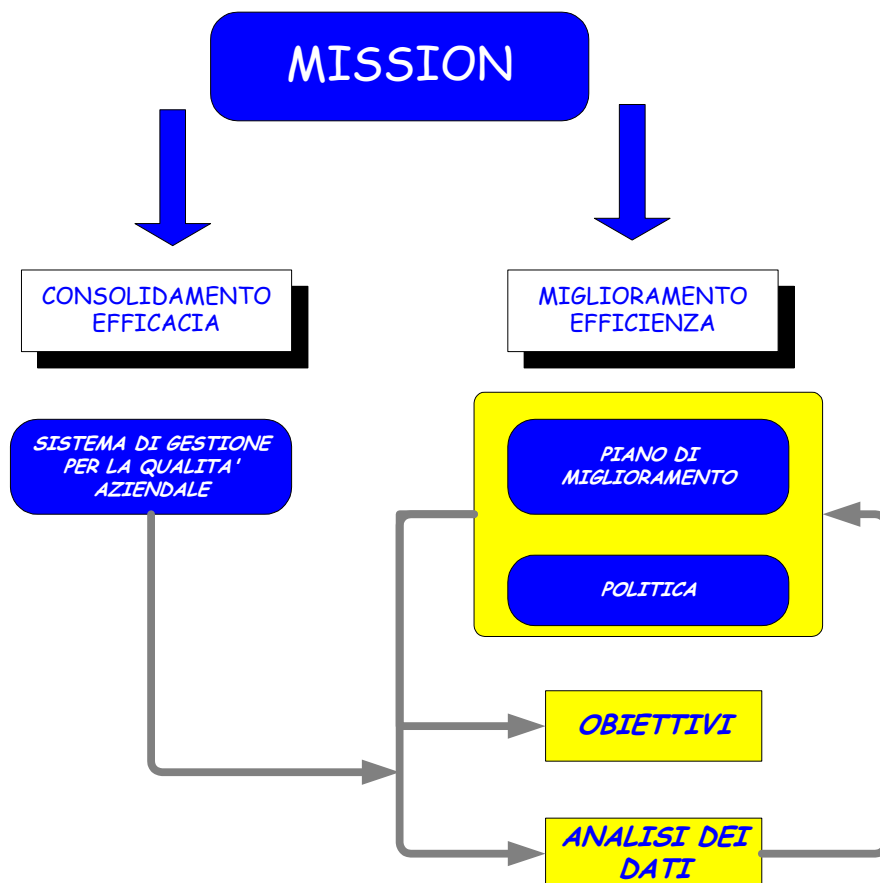 MISSION
CONSOLIDAMENTO
EFFICACIA
MIGLIORAMENTO
EFFICIENZA
SISTEMA DI GESTIONE
PER LA QUALITA'
AZIENDALE
PIANO DI
MIGLIORAMENTO
POLITICA
OBIETTIVI
ANALISI DEI
DATI